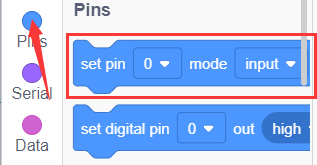 Pins
Pins
set pin 0 mode input
Serial
set digital pin 0 out high
Data